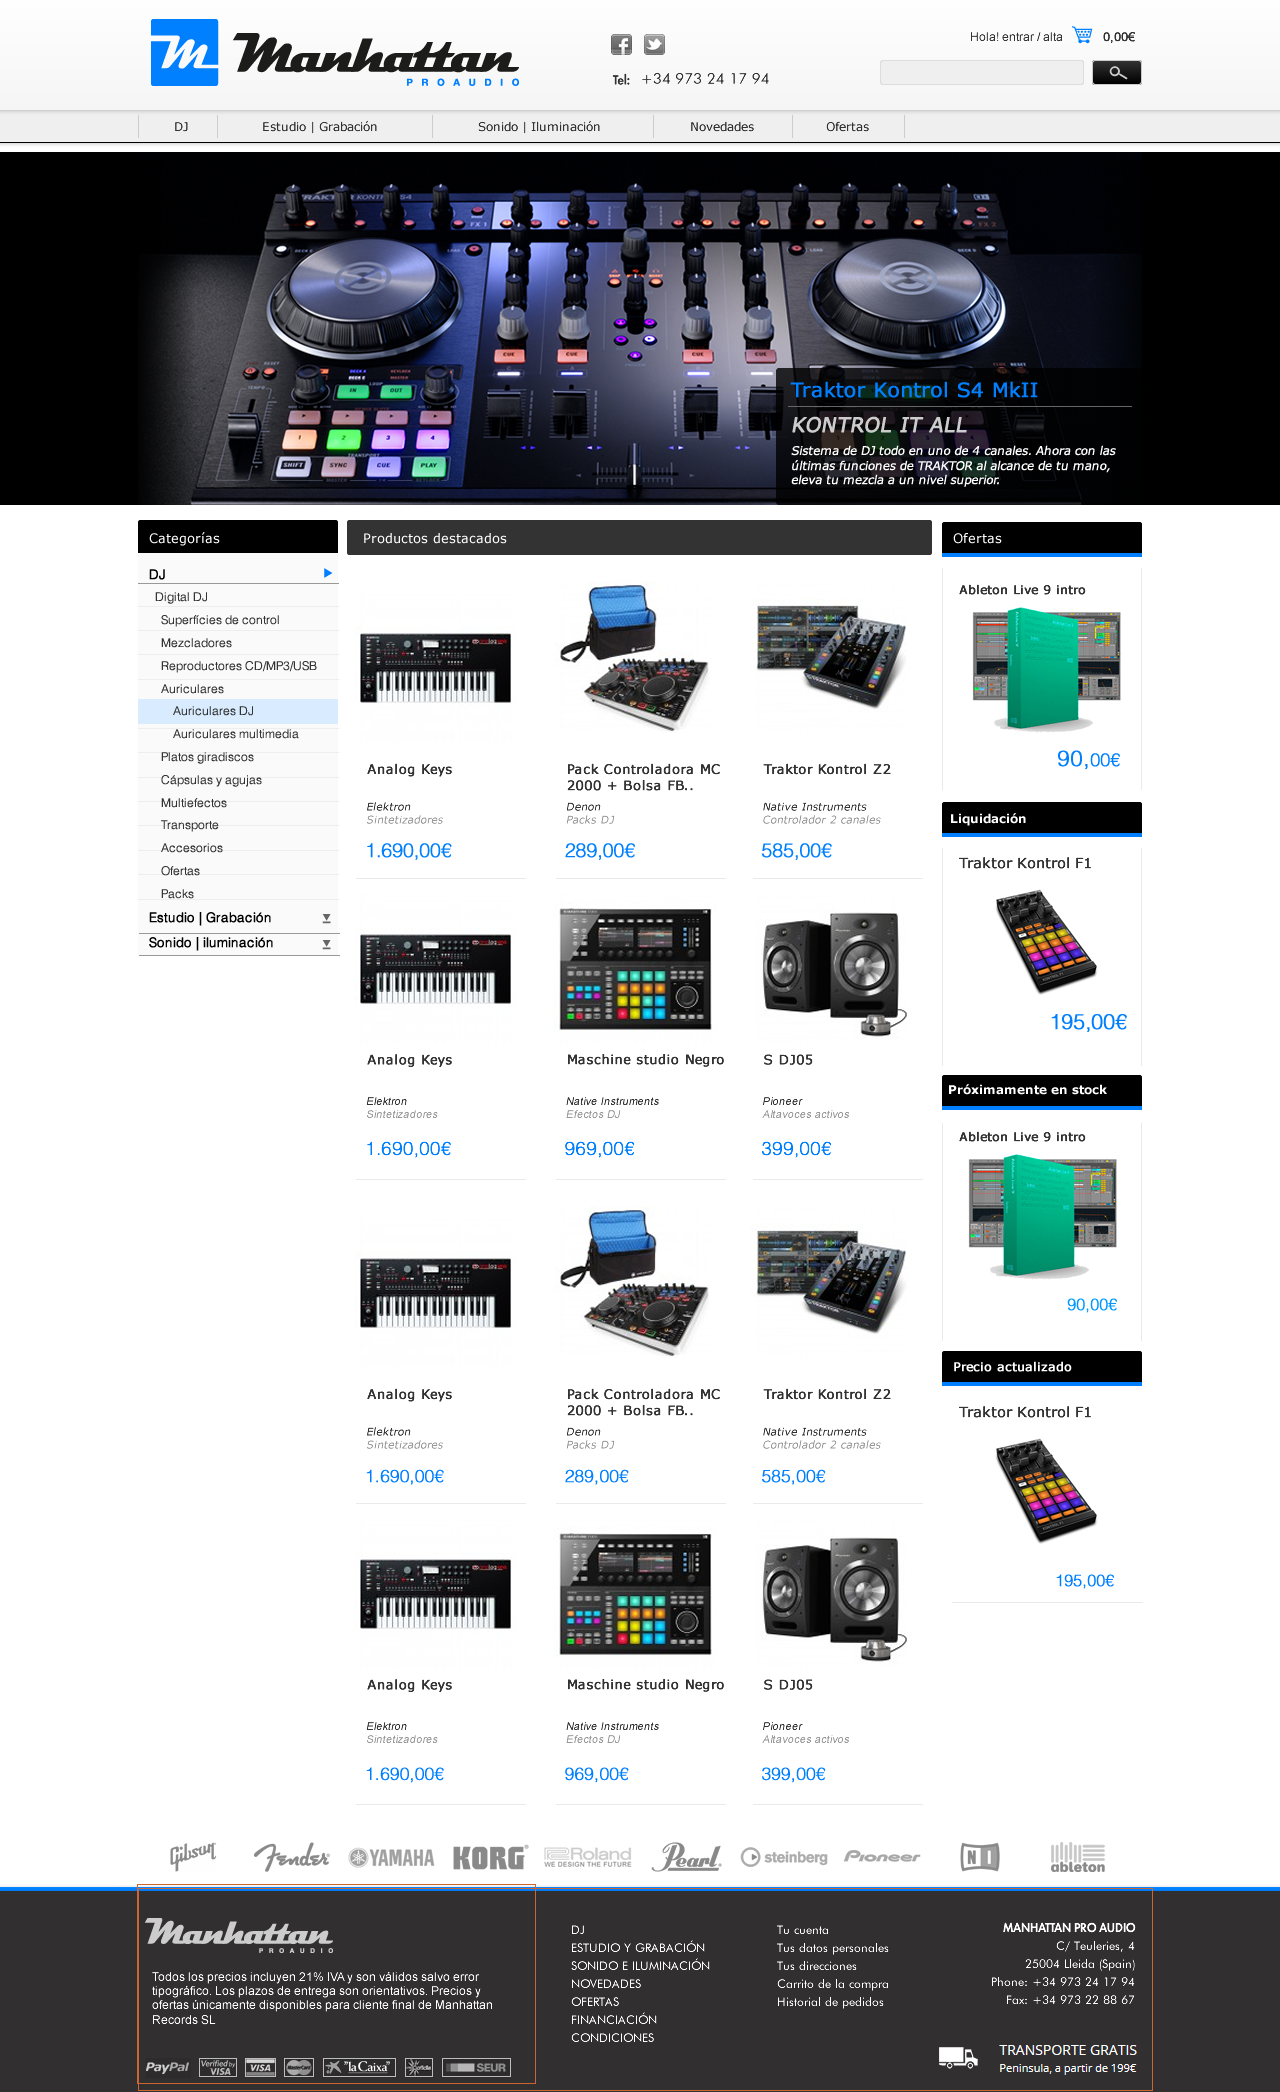 M Manhattan
PROAUDIO
Tel: +34 973 24 17 94
Hola! entrar / alta 0,00€
DJ
Estudio | Grabación
Sonido | Iluminación
Novedades
Ofertas
TRAKTOR KONTROL S4
Traktor Kontrol S4 MkII
KONTROL IT ALL
Sistema de DJ todo en uno de 4 canales. Ahora con las
últimas funciones de TRAKTOR al alcance de tu mano,
eleva tu mezcla a un nivel superior.
SHIFT SYNC CUE PLAY
Categorías
DJ
Digital DJ
Superfícies de control
Mezcladores
Reproductores CD/MP3/USB
Auriculares
Auriculares DJ
Auriculares multimedia
Platos giradiscos
Cápsulas y agujas
Multiefectos
Transporte
Accesorios
Ofertas
Packs
Estudio | Grabación
Sonido | iluminación
Productos destacados
Analog Keys
Elektron
Sintetizadores
1.690,00€
Pack Controladora MC
2000 + Bolsa FB..
Denon
Packs DJ
289,00€
Traktor Kontrol Z2
Native Instruments
Controlador 2 canales
585,00€
Analog Keys
Elektron
Sintetizadores
1.690,00€
Maschine studio Negro
Native Instruments
Efectos DJ
969,00€
S DJ05
Pioneer
Altavoces activos
399,00€
Analog Keys
Elektron
Sintetizadores
1.690,00€
Pack Controladora MC
2000 + Bolsa FB..
Denon
Packs DJ
289,00€
Traktor Kontrol Z2
Native Instruments
Controlador 2 canales
585,00€
Analog Keys
Elektron
Sintetizadores
1.690,00€
Maschine studio Negro
Native Instruments
Efectos DJ
969,00€
S DJ05
Pioneer
Altavoces activos
399,00€
Ofertas
Ableton Live 9 intro
90,00€
Liquidación
Traktor Kontrol F1
195,00€
Próximamente en stock
Ableton Live 9 intro
90,00€
Precio actualizado
Traktor Kontrol F1
195,00€
Gibson
Fender
YAMAHA
KORG
Roland
WE DESIGN THE FUTURE
Pearl
steinberg
Pioneer
NI
ableton
Manhattan
PROAUDIO
Todos los precios incluyen 21% IVA y son válidos salvo error
tipográfico. Los plazos de entrega son orientativos. Precios y
ofertas únicamente disponibles para cliente final de Manhattan
Records SL
PayPal
Verified by VISA
VISA
MasterCard
"la Caixa"
SEUR
DJ
ESTUDIO Y GRABACIÓN
SONIDO E ILUMINACIÓN
NOVEDADES
OFERTAS
FINANCIACIÓN
CONDICIONES
Tu cuenta
Tus datos personales
Tus direcciones
Carrito de la compra
Historial de pedidos
MANHATTAN PRO AUDIO
C/ Teuleries, 4
25004 Lleida (Spain)
Phone: +34 973 24 17 94
Fax: +34 973 22 88 67
TRANSPORTE GRATIS
Peninsula, a partir de 199€